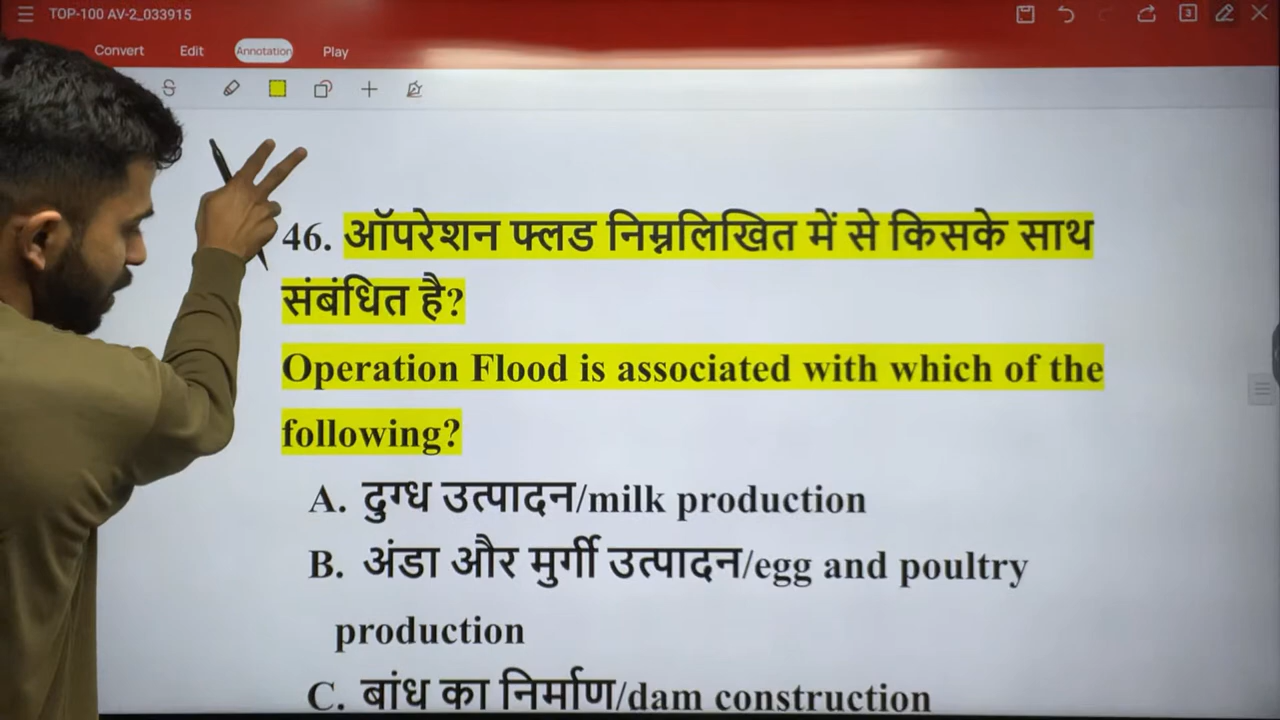 TOP-100 AV-2_033915
Convert Edit Annotation Play
46. ऑपरेशन फ्लड निम्नलिखित में से किसके साथ
संबंधित है?
Operation Flood is associated with which of the
following?
A. दुग्ध उत्पादन/milk production
B. अंडा और मुर्गी उत्पादन/egg and poultry
production
C. बांध का निर्माण/dam construction